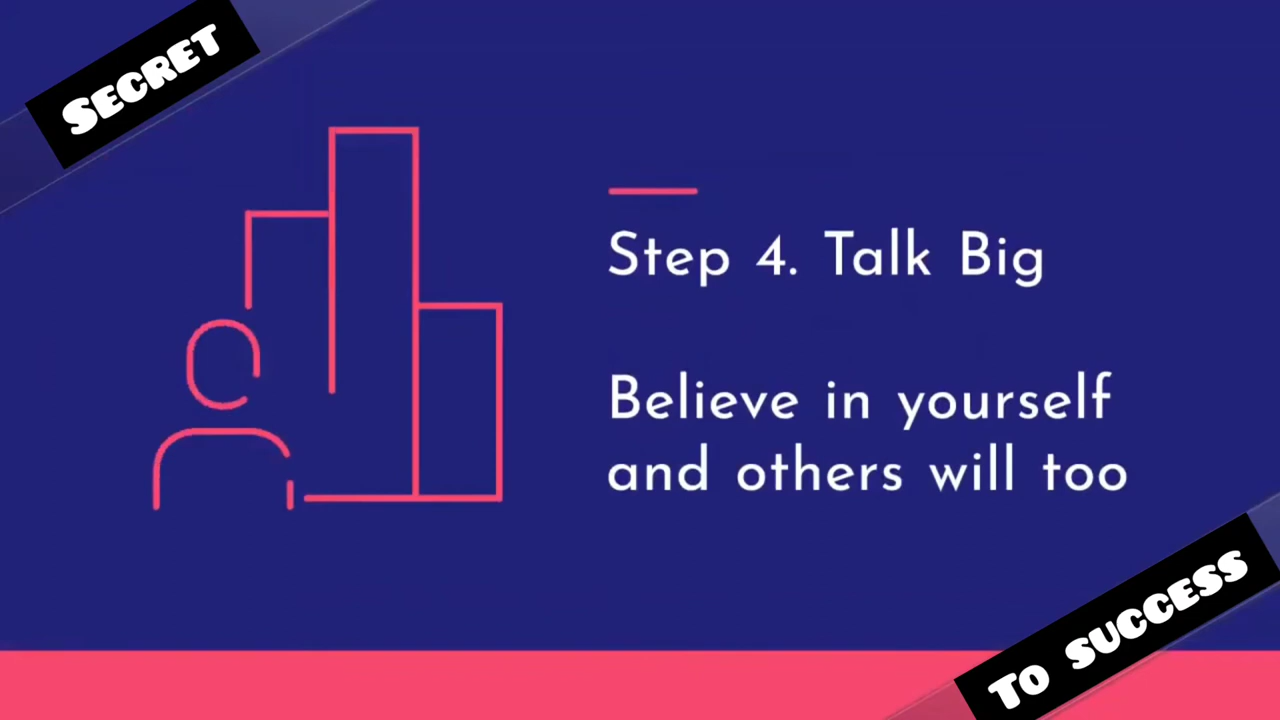 SECRET
Step 4. Talk Big
Believe in yourself
and others will too
TO SUCCESS